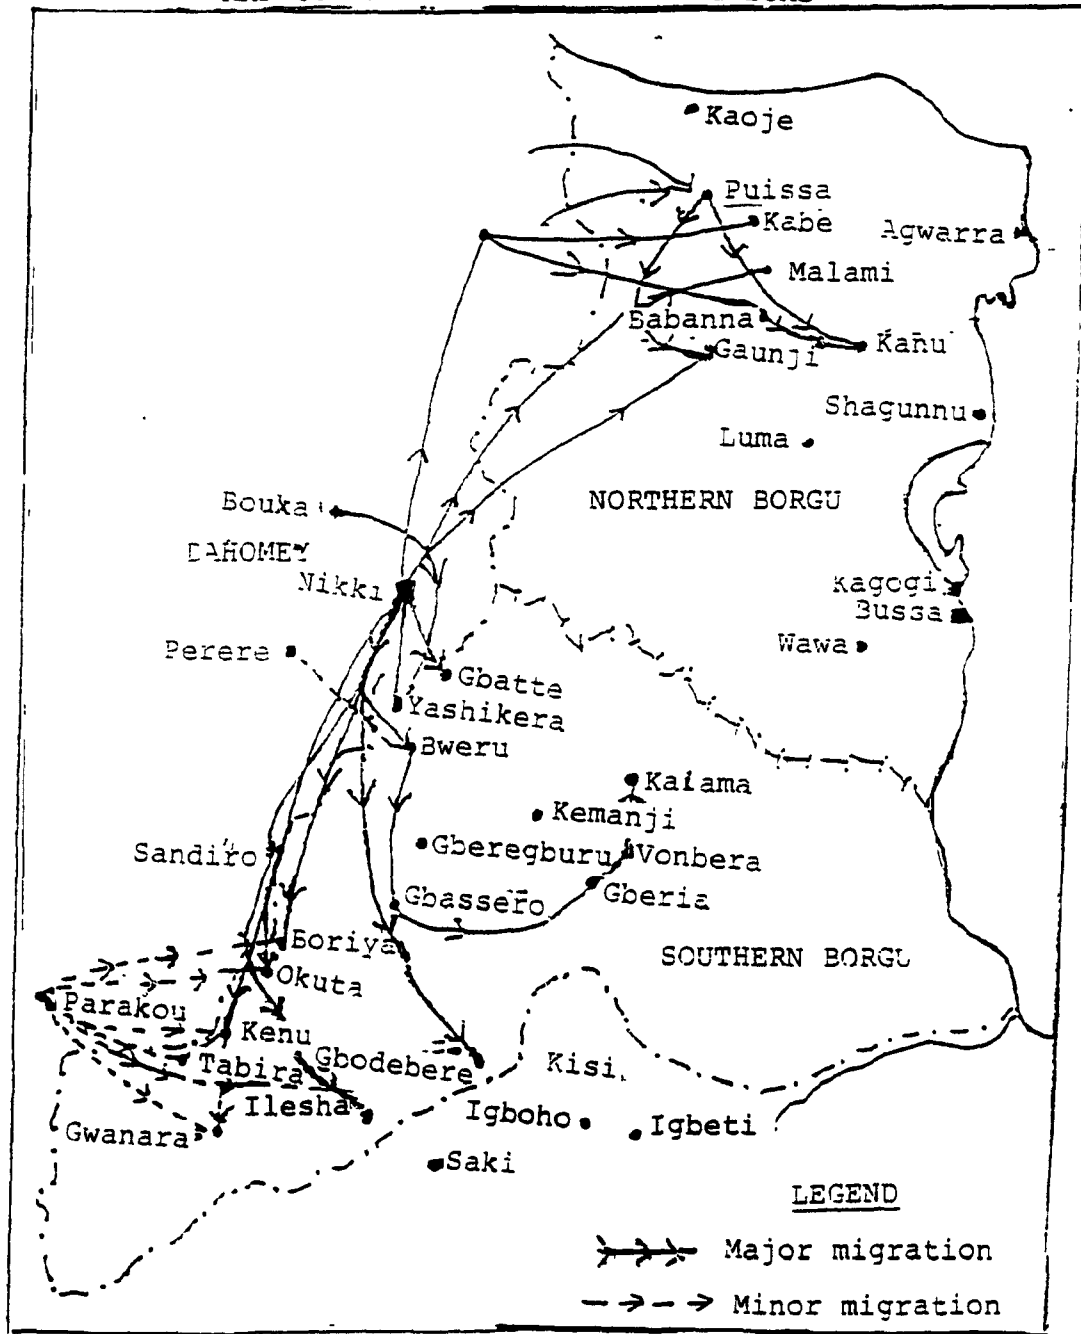 Kaoje
Puissa
Kabe
Agwarra
Malami
Babanna
Kanu
Gaunji
Shagunnu
Luma
NORTHERN BORGU
Bouka
DAHOMEY
Nikki
Kagogi
Bussa
Wawa
Perere
Gbatte
Yashikera
Bweru
Kaiama
Kemanji
Sandiro
Gberegburu
Vonbera
Gbassero
Gberia
Boriya
SOUTHERN BORGU
Okuta
Parakou
Kenu
Tabira
Gbodebere
Kisi
Ilesha
Igboho
Igbeti
Gwanara
Saki
LEGEND
Major migration
Minor migration